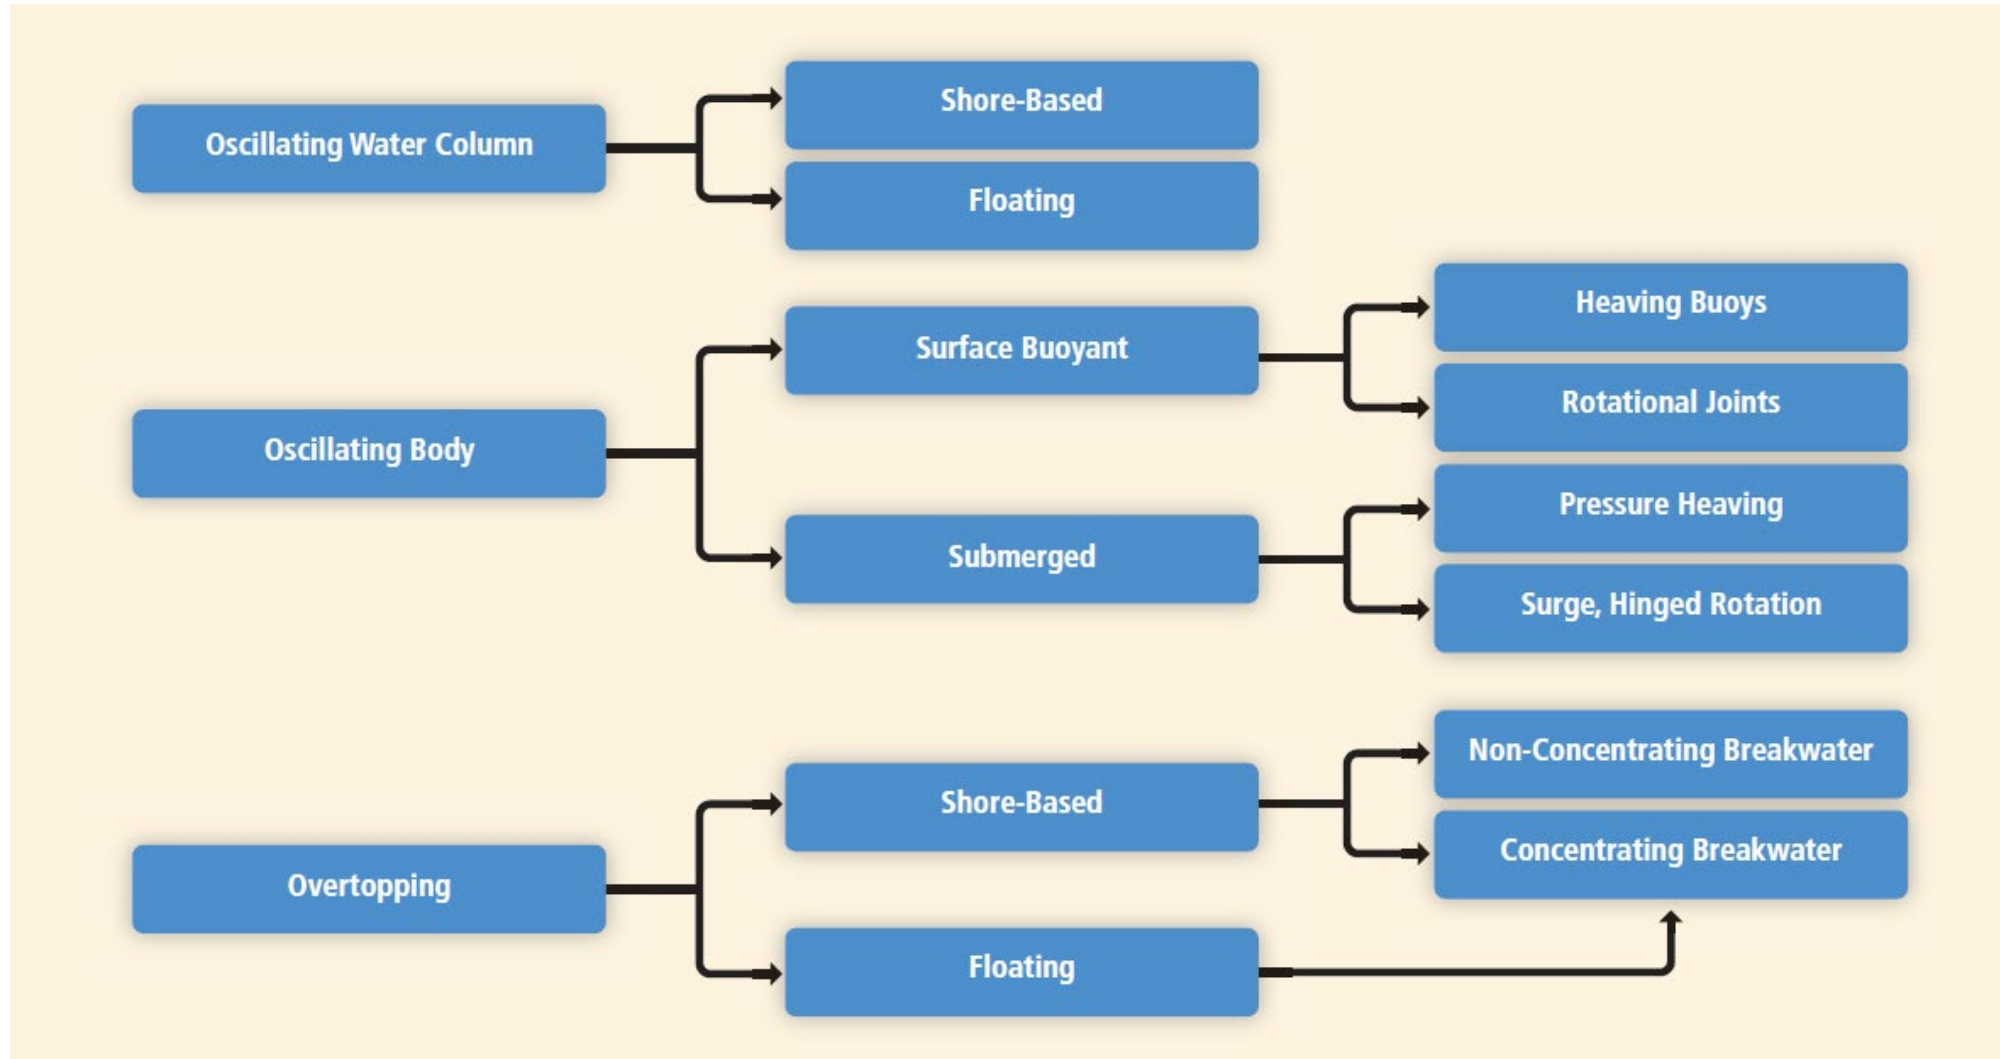 Oscillating Water Column
Shore-Based
Floating
Oscillating Body
Surface Buoyant
Heaving Buoys
Rotational Joints
Submerged
Pressure Heaving
Surge, Hinged Rotation
Overtopping
Shore-Based
Non-Concentrating Breakwater
Concentrating Breakwater
Floating